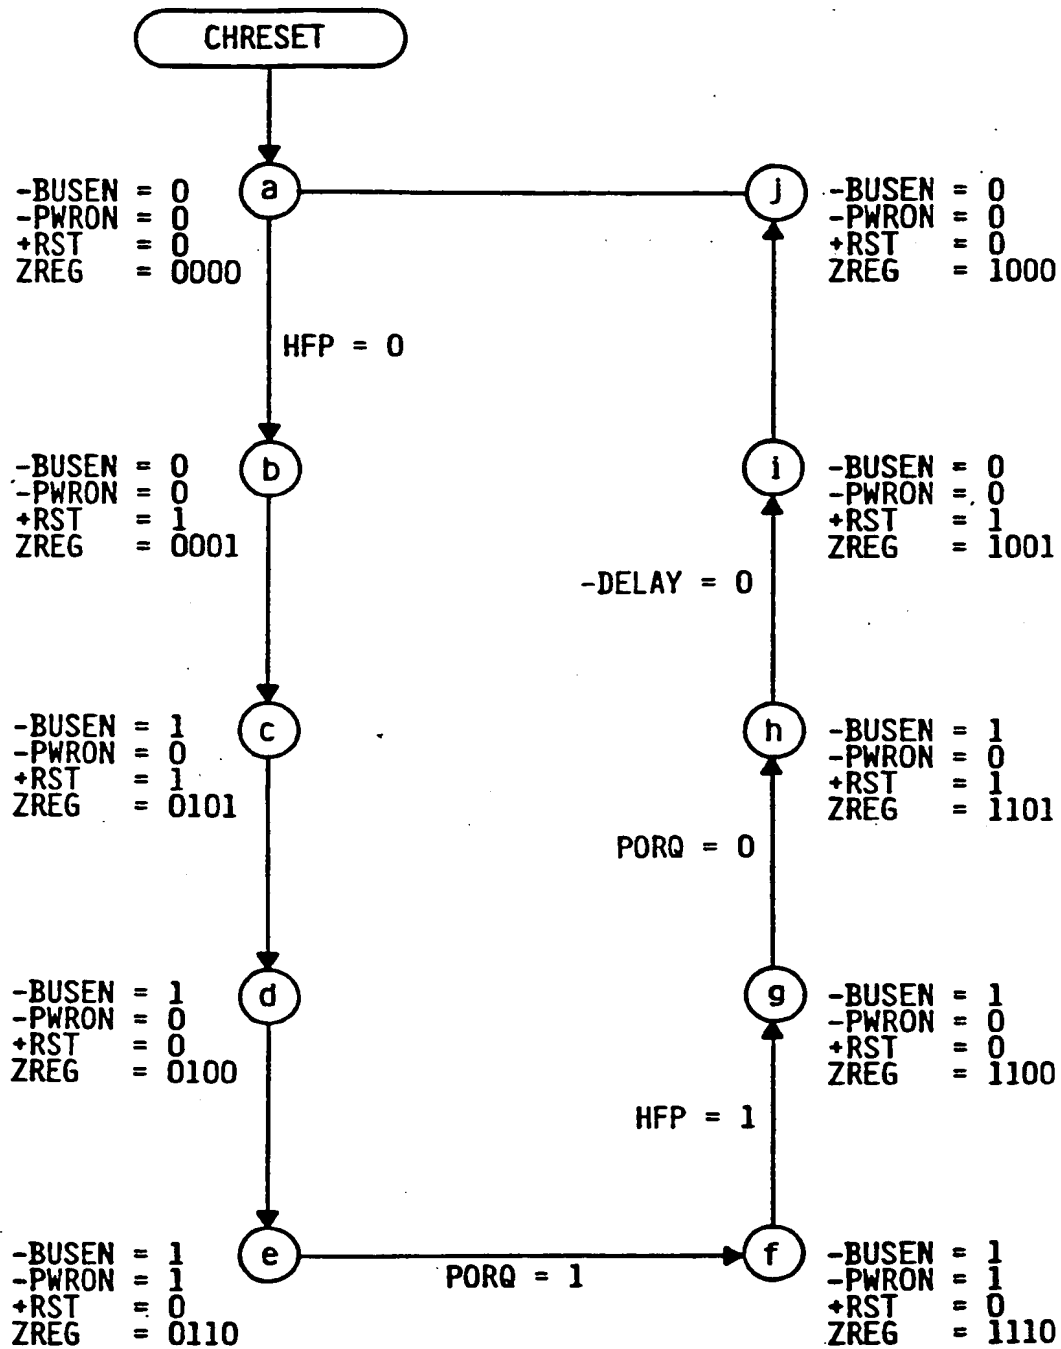 CHRESET
a
-BUSEN = 0
-PWRON = 0
+RST = 0
ZREG = 0000
j
-BUSEN = 0
-PWRON = 0
+RST = 0
ZREG = 1000
HFP = 0
b
-BUSEN = 0
-PWRON = 0
+RST = 1
ZREG = 0001
i
-BUSEN = 0
-PWRON = 0
+RST = 1
ZREG = 1001
-DELAY = 0
c
-BUSEN = 1
-PWRON = 0
+RST = 1
ZREG = 0101
h
-BUSEN = 1
-PWRON = 0
+RST = 1
ZREG = 1101
PORQ = 0
d
-BUSEN = 1
-PWRON = 0
+RST = 0
ZREG = 0100
g
-BUSEN = 1
-PWRON = 0
+RST = 0
ZREG = 1100
HFP = 1
e
-BUSEN = 1
-PWRON = 1
+RST = 0
ZREG = 0110
PORQ = 1
f
-BUSEN = 1
-PWRON = 1
+RST = 0
ZREG = 1110